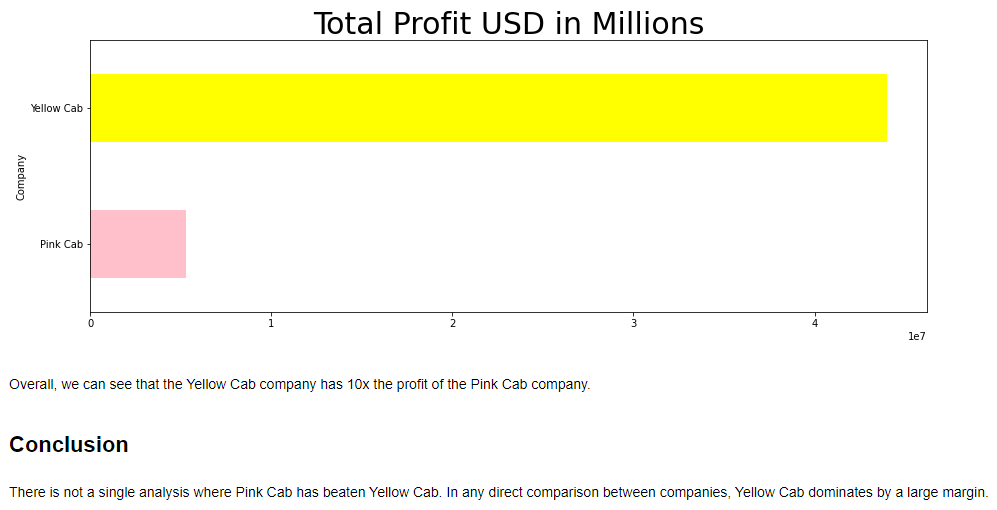 Total Profit USD in Millions
Yellow Cab
Company
Pink Cab
0 1 2 3 4
1e7
Overall, we can see that the Yellow Cab company has 10x the profit of the Pink Cab company.
Conclusion
There is not a single analysis where Pink Cab has beaten Yellow Cab. In any direct comparison between companies, Yellow Cab dominates by a large margin.